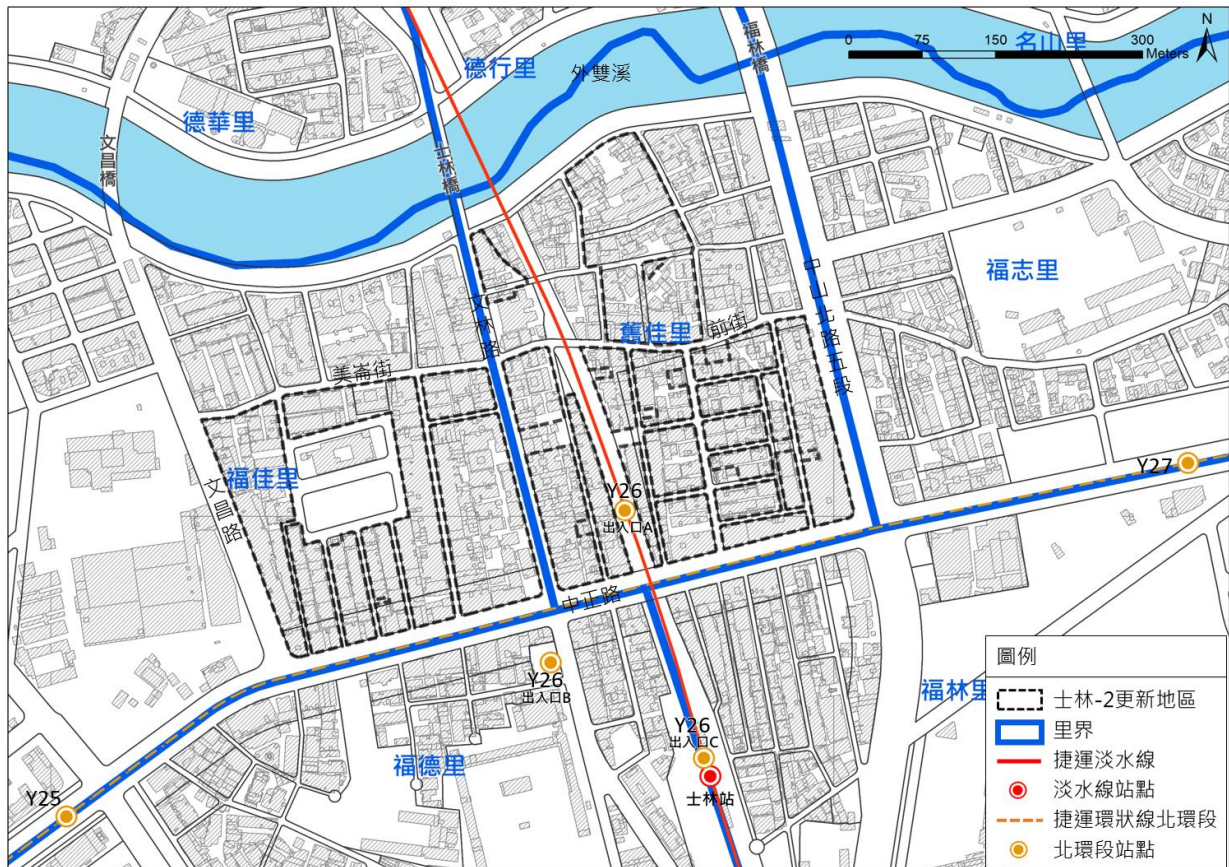 N
0 75 150 300
Meters
名山里
德行里
外雙溪
福林橋
德華里
文昌橋
士林橋
福志里
中山北路五段
文林路
舊佳里
前街
美崙街
福佳里
文昌路
Y27
Y26
出入口A
中正路
Y26
出入口B
Y26
出入口C
士林站
福林里
福德里
Y25
圖例
士林-2更新地區
里界
捷運淡水線
淡水線站點
捷運環狀線北環段
北環段站點